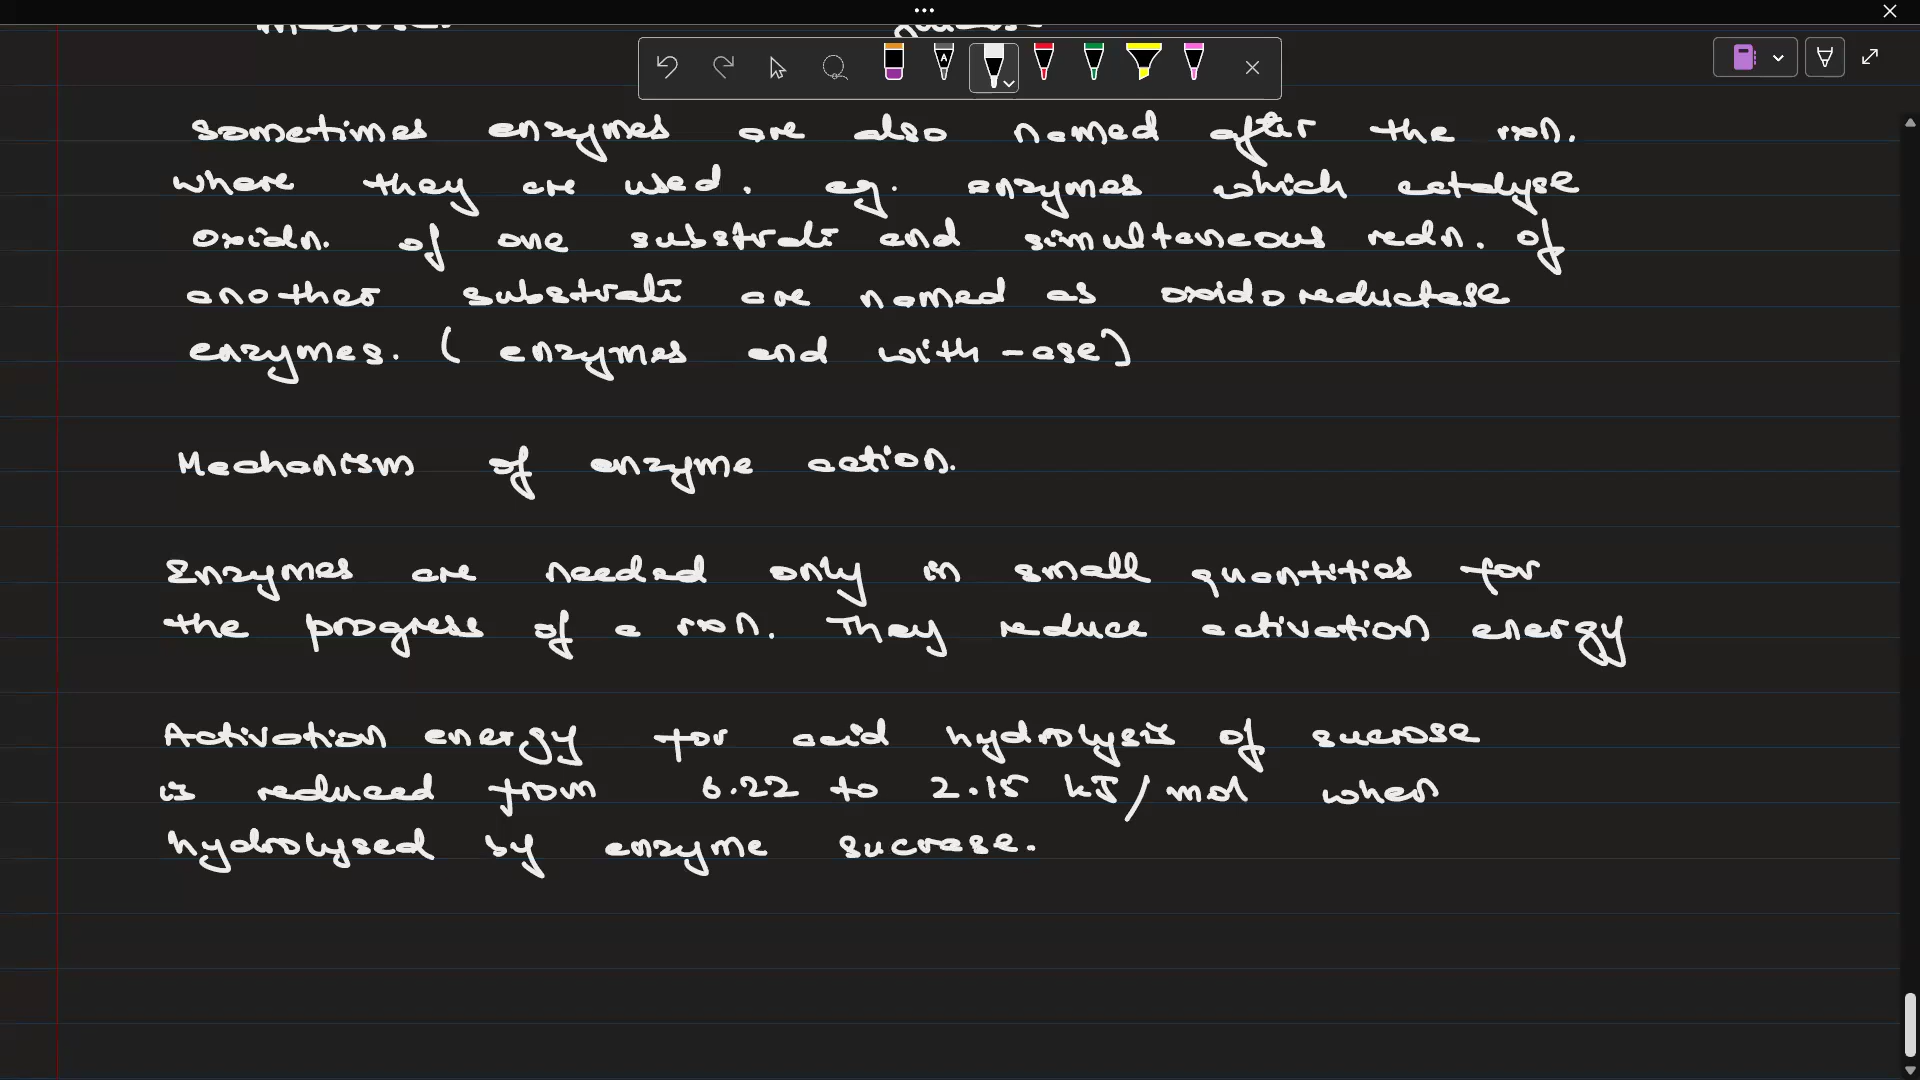 Sometimes enzymes are also named after the rxn.
where they are used. eg. enzymes which catalyse
oxidn. of one substrate and simultaneous redn. of
another substrate are named as oxidoreductase
enzymes. ( enzymes end with -ase)
Mechanism of enzyme action.
Enzymes are needed only in small quantities for
the progress of a rxn. They reduce activation energy
Activation energy for acid hydrolysis of sucrose
is reduced from 6.22 to 2.15 kJ/mol when
hydrolysed by enzyme sucrase.